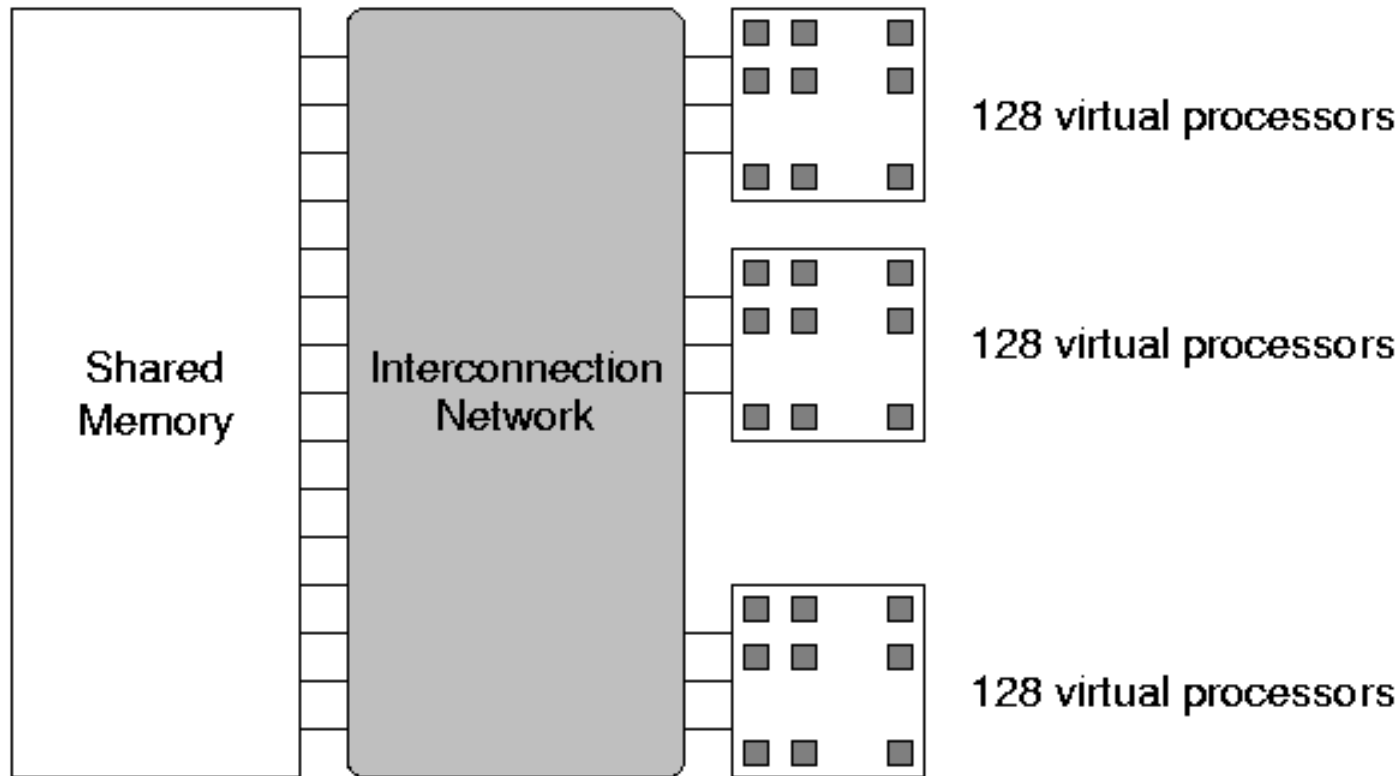 Shared
Memory
Interconnection
Network
128 virtual processors
128 virtual processors
128 virtual processors